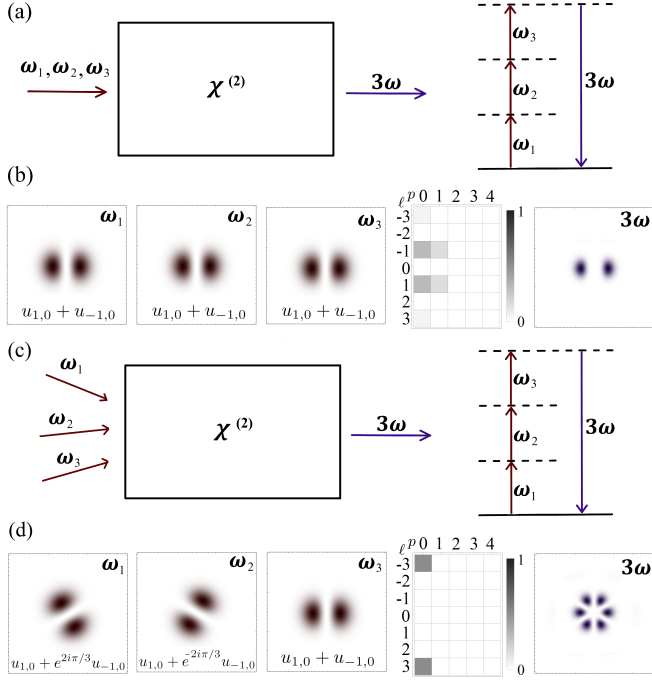 (a)
ω₁, ω₂, ω₃
χ⁽²⁾
3ω
ω₃
ω₂
ω₁
3ω
(b)
ω₁
u₁,₀ + u₋₁,₀
ω₂
u₁,₀ + u₋₁,₀
ω₃
u₁,₀ + u₋₁,₀
ℓ p 0 1 2 3 4
-3
-2
-1
0
1
2
3
1
0
3ω
(c)
ω₁
ω₂
ω₃
χ⁽²⁾
3ω
ω₃
ω₂
ω₁
3ω
(d)
ω₁
u₁,₀ + e^{2iπ/3}u₋₁,₀
ω₂
u₁,₀ + e^{-2iπ/3}u₋₁,₀
ω₃
u₁,₀ + u₋₁,₀
ℓ p 0 1 2 3 4
-3
-2
-1
0
1
2
3
1
0
3ω